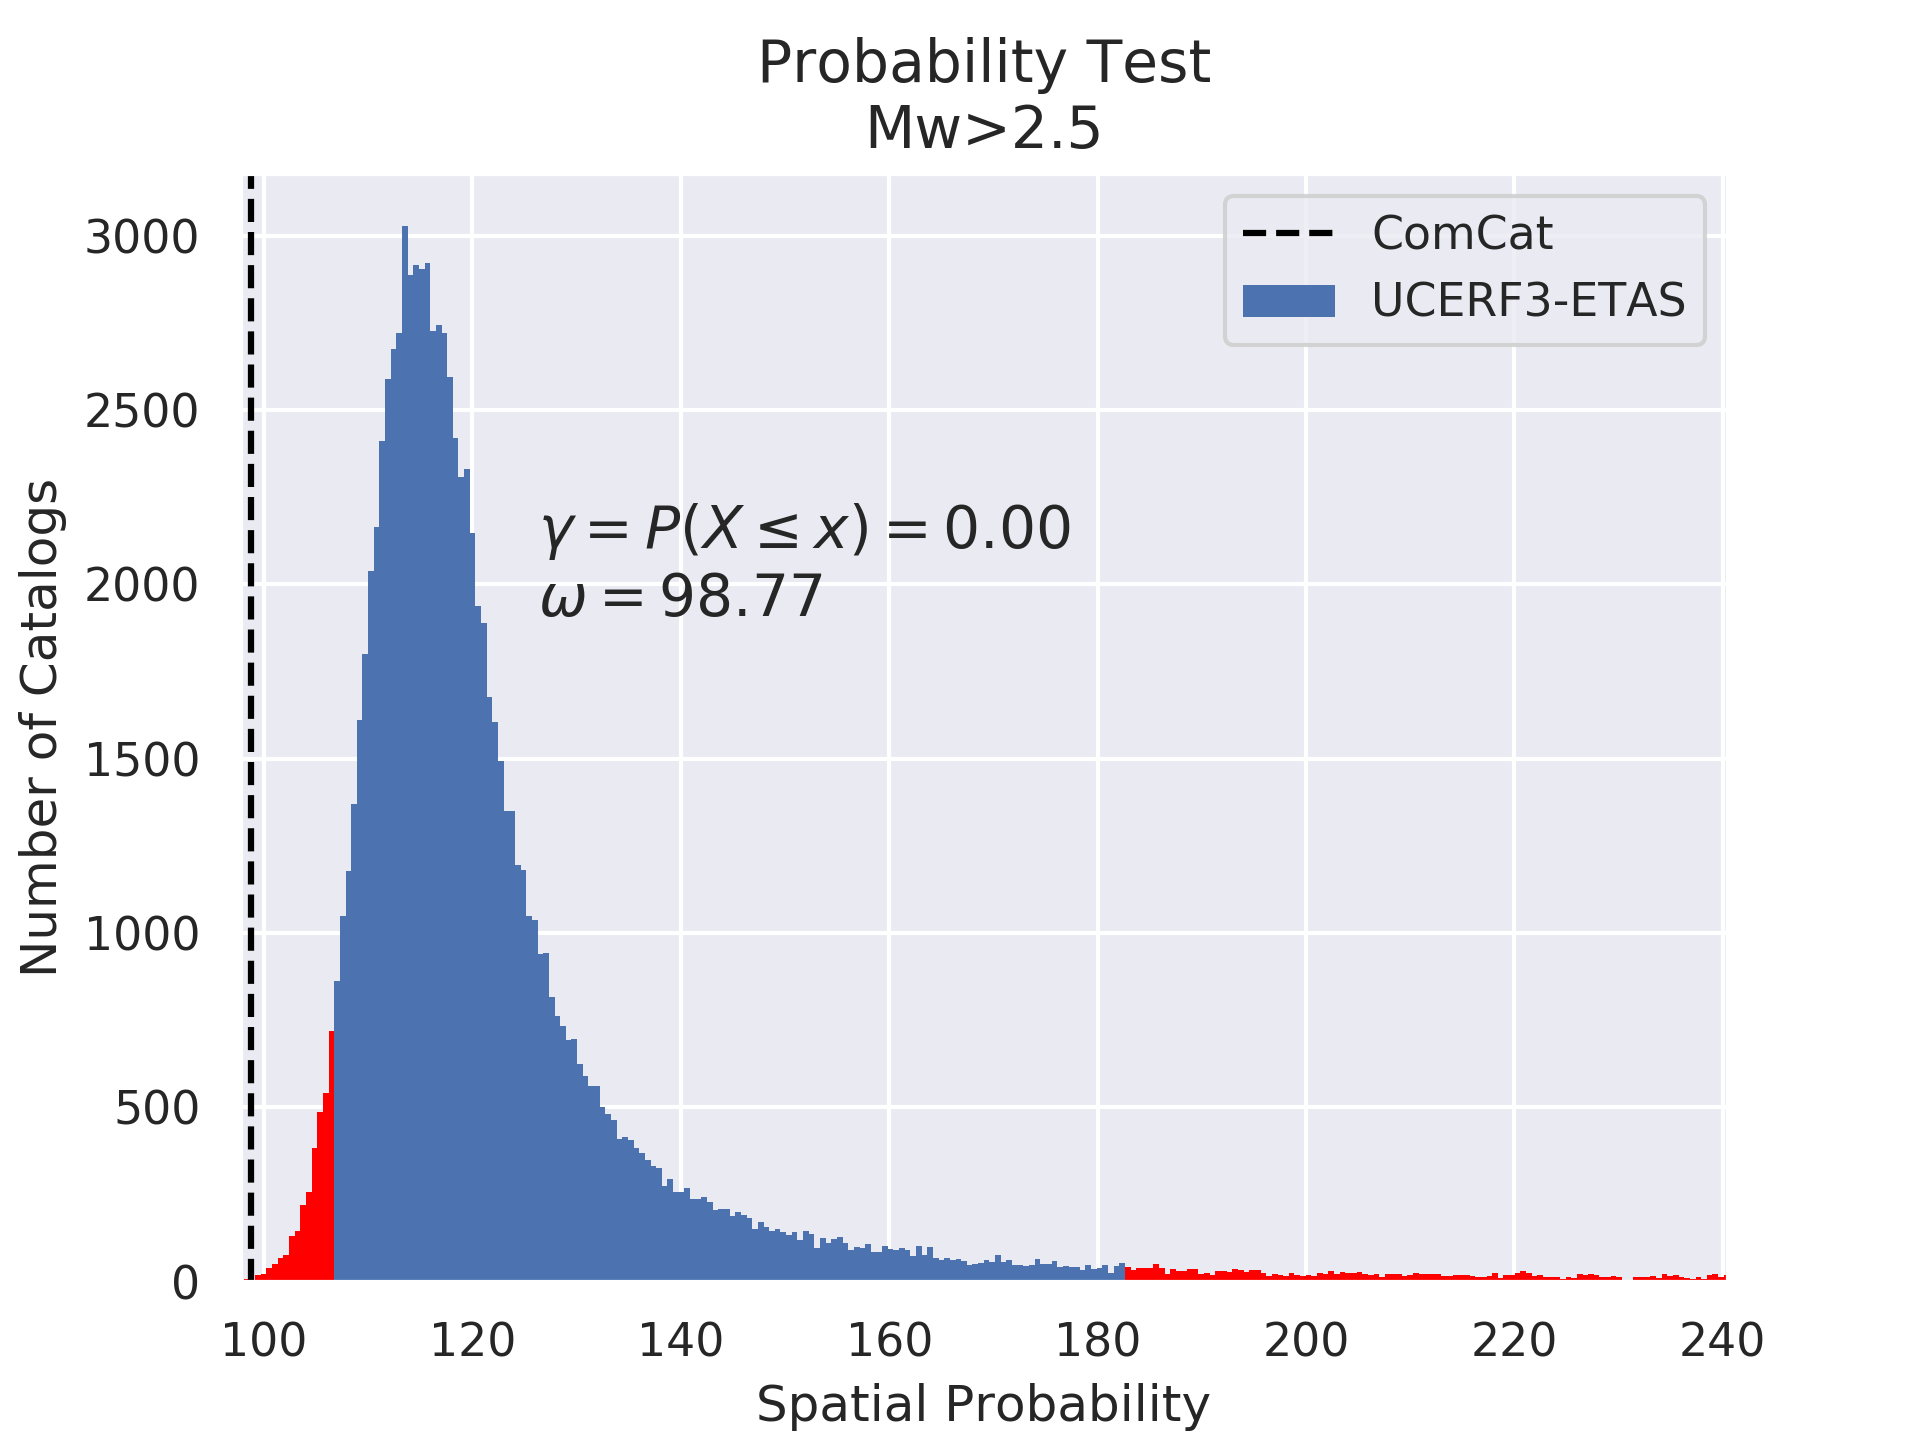 Probability Test
Mw>2.5
ComCat
UCERF3-ETAS
γ = P(X ≤ x) = 0.00
ω = 98.77
Number of Catalogs
3000
2500
2000
1500
1000
500
0
100 120 140 160 180 200 220 240
Spatial Probability